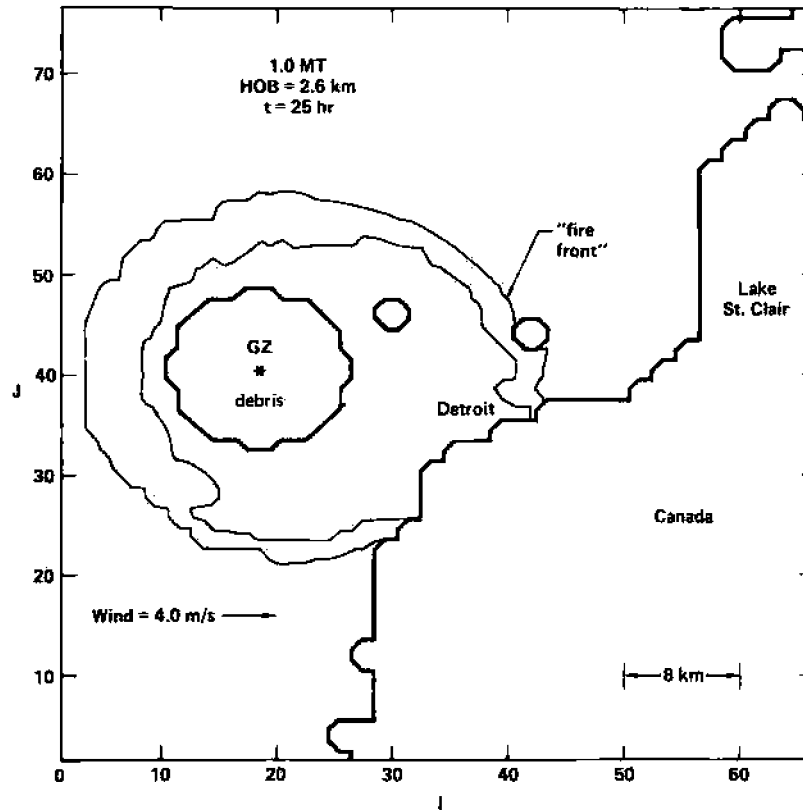 1.0 MT
HOB = 2.6 km
t = 25 hr
"fire
front"
Lake
St. Clair
GZ
*
debris
Detroit
Canada
Wind = 4.0 m/s
8 km
J
70
60
50
40
30
20
10
0
10
20
30
40
50
60
I